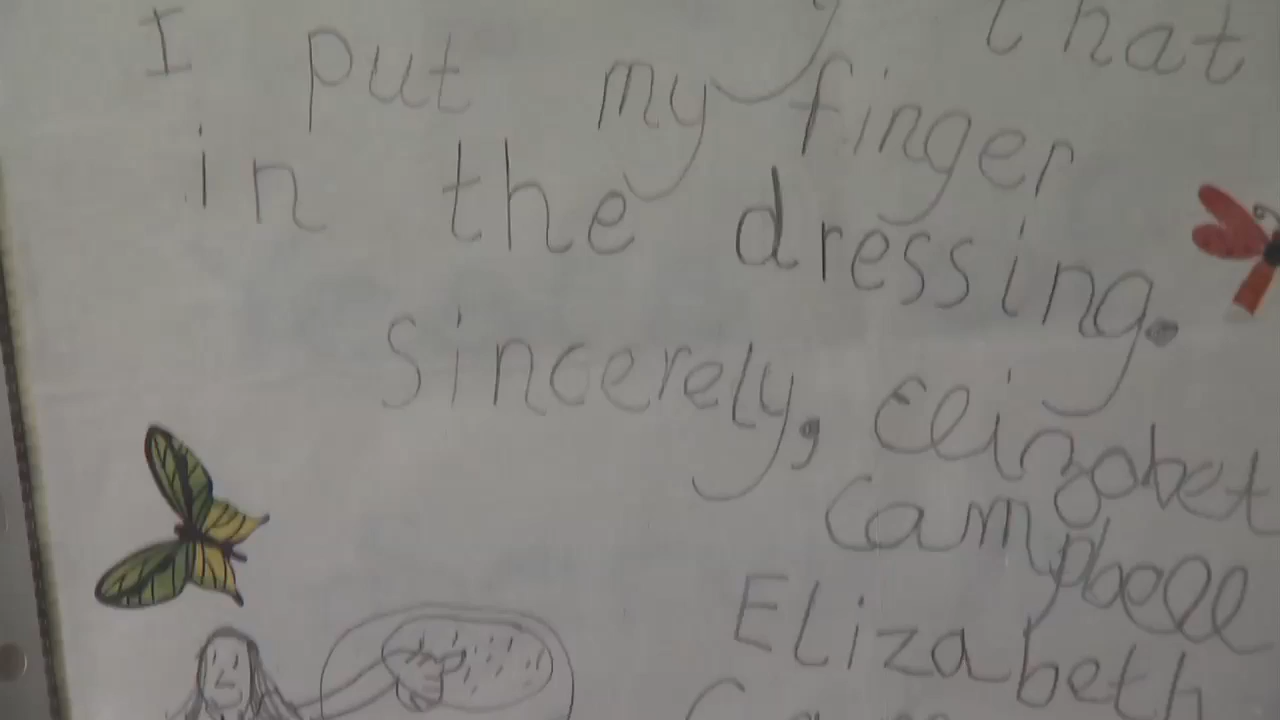 that
I put my finger
in the dressing.
Sincerely, Elizabet
Campbell
Elizabeth